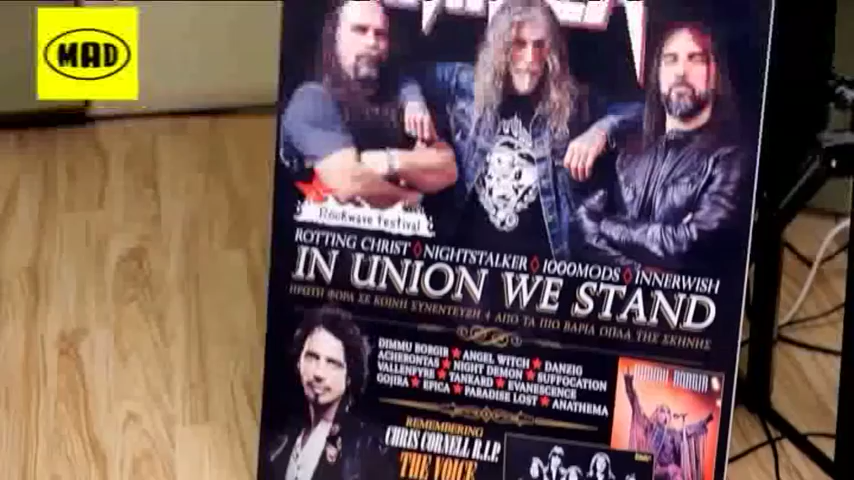 MAD
Rockwave Festival
ROTTING CHRIST ◊ NIGHTSTALKER ◊ 1000MODS ◊ INNERWISH
IN UNION WE STAND
ΠΡΩΤΗ ΦΟΡΑ ΣΕ ΚΟΙΝΗ ΣΥΝΕΝΤΕΥΞΗ 4 ΑΠΟ ΤΑ ΠΙΟ ΒΑΡΙΑ ΟΠΛΑ ΤΗΣ ΣΚΗΝΗΣ
DIMMU BORGIR ★ ANGEL WITCH ★ DANZIG
ACHERONTAS ★ NIGHT DEMON ★ SUFFOCATION
VALLENFYRE ★ TANKARD ★ EVANESCENCE
GOJIRA ★ EPICA ★ PARADISE LOST ★ ANATHEMA
DIMMU BORGIR
REMEMBERING
CHRIS CORNELL R.I.P.
THE VOICE